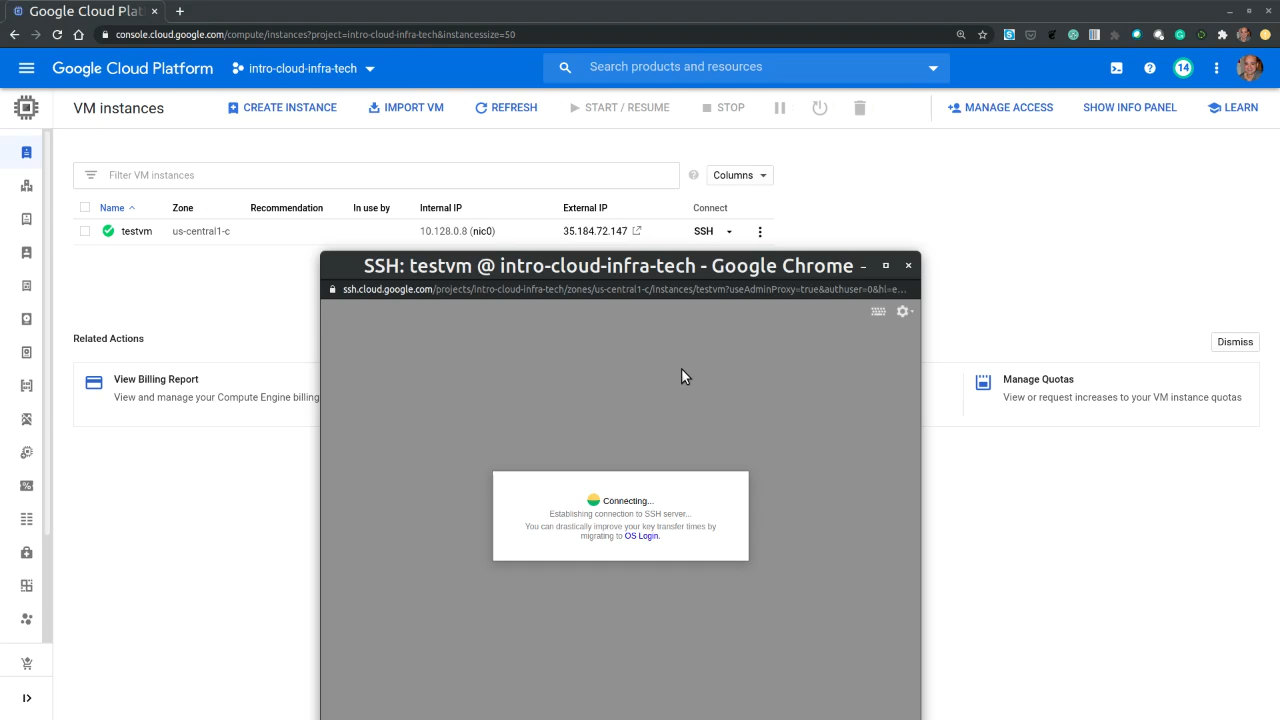 Google Cloud Plat
console.cloud.google.com/compute/instances?project=intro-cloud-infra-tech&instancessize=50
Google Cloud Platform
intro-cloud-infra-tech
Search products and resources
14
VM instances
CREATE INSTANCE
IMPORT VM
REFRESH
START / RESUME
STOP
MANAGE ACCESS
SHOW INFO PANEL
LEARN
Filter VM instances
Columns
Name
Zone
Recommendation
In use by
Internal IP
External IP
Connect
testvm
us-central1-c
10.128.0.8 (nic0)
35.184.72.147
SSH
SSH: testvm @ intro-cloud-infra-tech - Google Chrome
ssh.cloud.google.com/projects/intro-cloud-infra-tech/zones/us-central1-c/instances/testvm?useAdminProxy=true&authuser=0&hl=e...
Related Actions
Dismiss
View Billing Report
View and manage your Compute Engine billing
Manage Quotas
View or request increases to your VM instance quotas
Connecting...
Establishing connection to SSH server...
You can drastically improve your key transfer times by
migrating to OS Login.